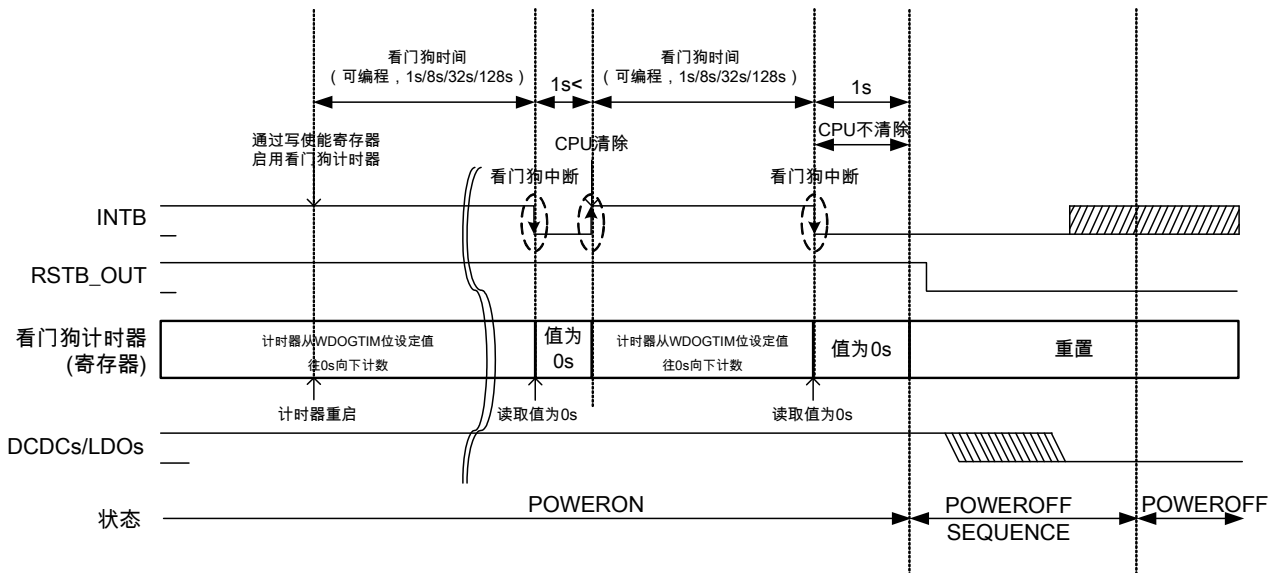 看门狗时间
（可编程，1s/8s/32s/128s）
1s<
看门狗时间
（可编程，1s/8s/32s/128s）
1s
CPU不清除
通过写使能寄存器
启用看门狗计时器
CPU清除
看门狗中断
看门狗中断
INTB
RSTB_OUT
看门狗计时器
(寄存器)
计时器从WDOGTIM位设定值
往0s向下计数
值为
0s
计时器从WDOGTIM位设定值
往0s向下计数
值为0s
重置
计时器重启
读取值为0s
读取值为0s
DCDCs/LDOs
状态
POWERON
POWEROFF
SEQUENCE
POWEROFF